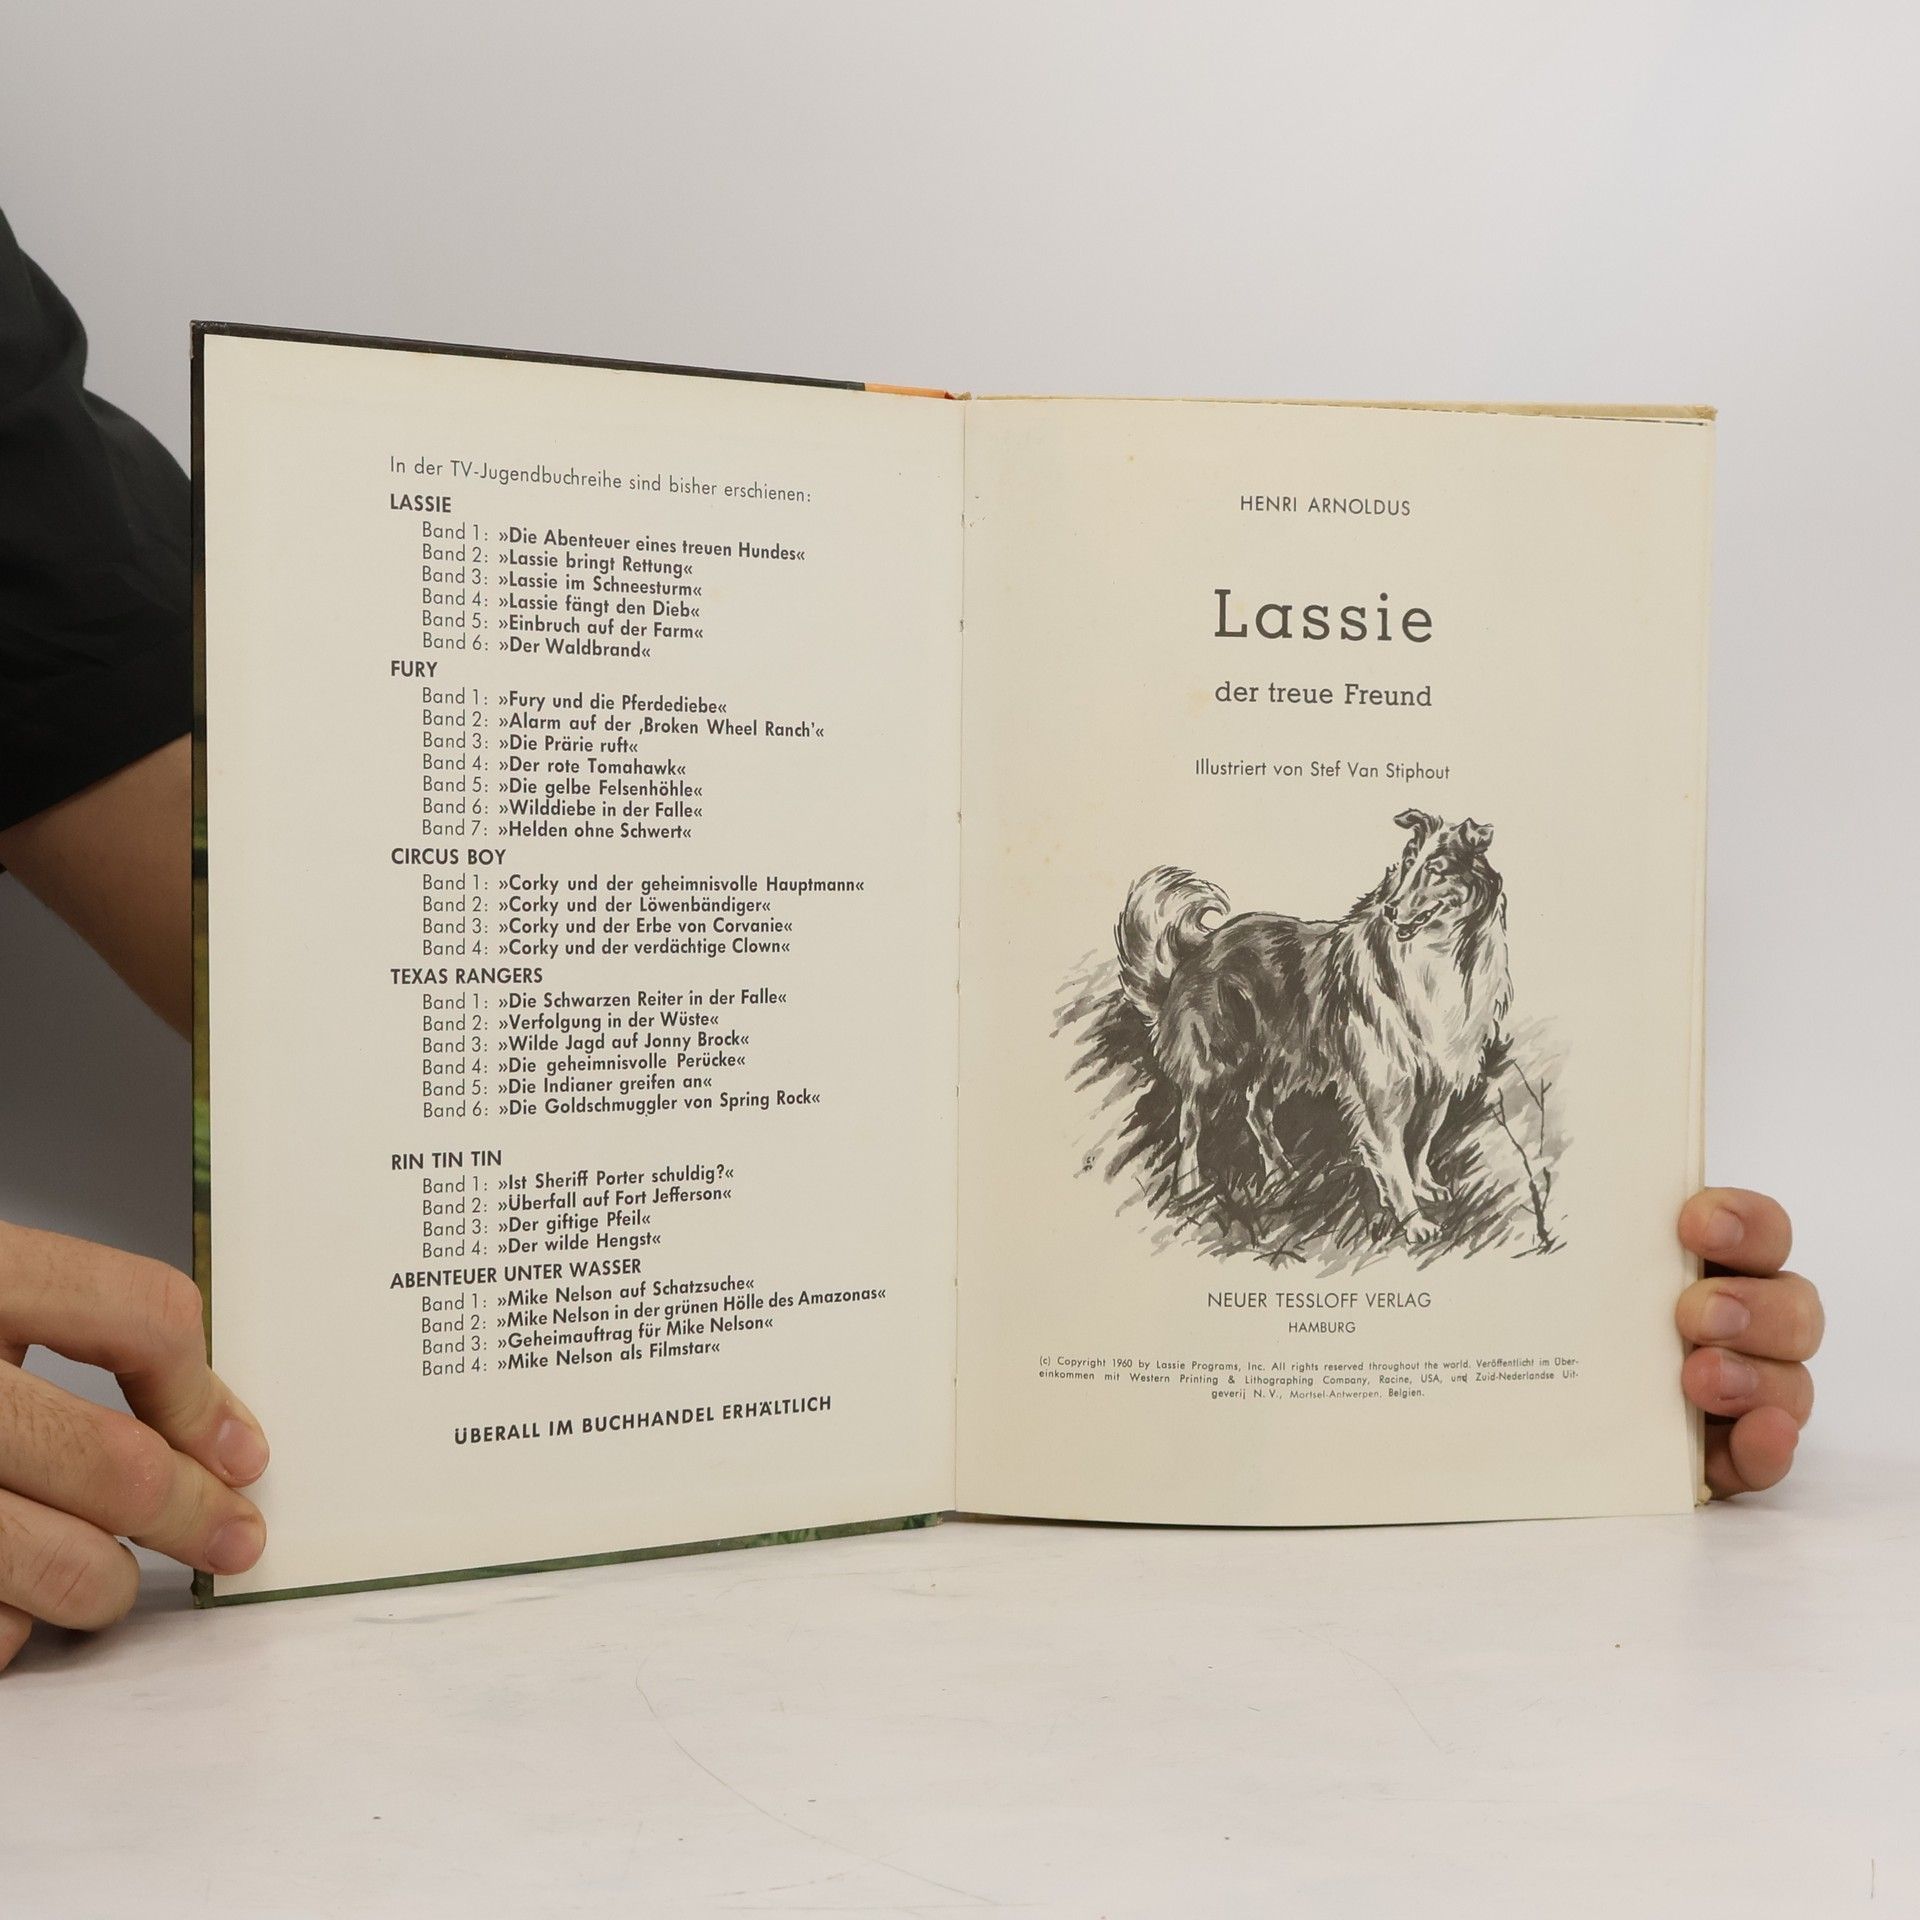 In der TV-Jugendbuchreihe sind bisher erschienen:
LASSIE
Band 1: »Die Abenteuer eines treuen Hundes«
Band 2: »Lassie bringt Rettung«
Band 3: »Lassie im Schneesturm«
Band 4: »Lassie fängt den Dieb«
Band 5: »Einbruch auf der Farm«
Band 6: »Der Waldbrand«
FURY
Band 1: »Fury und die Pferdediebe«
Band 2: »Alarm auf der ‚Broken Wheel Ranch'«
Band 3: »Die Prärie ruft«
Band 4: »Der rote Tomahawk«
Band 5: »Die gelbe Felsenhöhle«
Band 6: »Wilddiebe in der Falle«
Band 7: »Helden ohne Schwert«
CIRCUS BOY
Band 1: »Corky und der geheimnisvolle Hauptmann«
Band 2: »Corky und der Löwenbändiger«
Band 3: »Corky und der Erbe von Corvanie«
Band 4: »Corky und der verdächtige Clown«
TEXAS RANGERS
Band 1: »Die Schwarzen Reiter in der Falle«
Band 2: »Verfolgung in der Wüste«
Band 3: »Wilde Jagd auf Jonny Brock«
Band 4: »Die geheimnisvolle Perücke«
Band 5: »Die Indianer greifen an«
Band 6: »Die Goldschmuggler von Spring Rock«
RIN TIN TIN
Band 1: »Ist Sheriff Porter schuldig?«
Band 2: »Überfall auf Fort Jefferson«
Band 3: »Der giftige Pfeil«
Band 4: »Der wilde Hengst«
ABENTEUER UNTER WASSER
Band 1: »Mike Nelson auf Schatzsuche«
Band 2: »Mike Nelson in der grünen Hölle des Amazonas«
Band 3: »Geheimauftrag für Mike Nelson«
Band 4: »Mike Nelson als Filmstar«
ÜBERALL IM BUCHHANDEL ERHÄLTLICH
HENRI ARNOLDUS
Lassie
der treue Freund
Illustriert von Stef Van Stiphout
NEUER TESSLOFF VERLAG
HAMBURG
(c) Copyright 1960 by Lassie Programs, Inc. All rights reserved throughout the world. Veröffentlicht im Über-
einkommen mit Western Printing & Lithographing Company, Racine, USA, und Zuid-Nederlandse Uit-
geverij N. V., Mortsel-Antwerpen, Belgien.